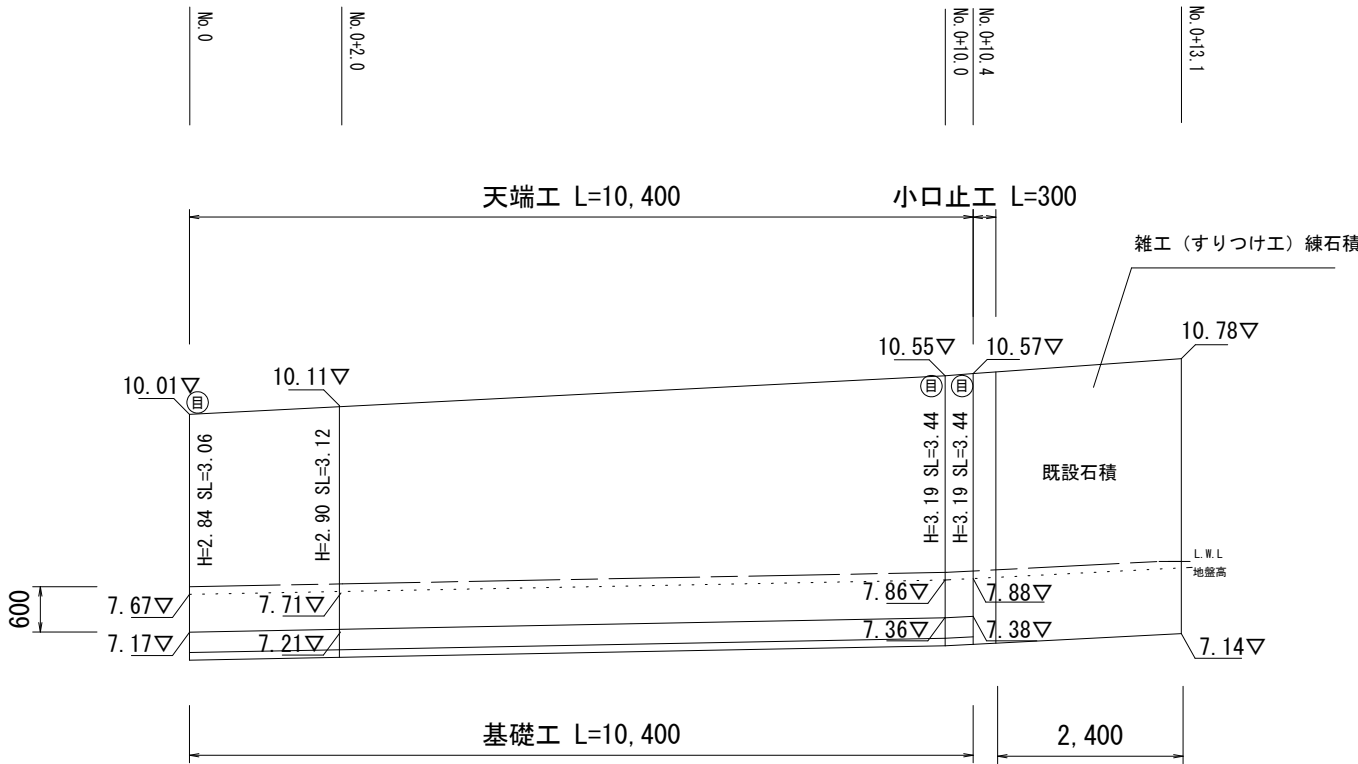 No.0
No.0+2.0
No.0+10.0
No.0+10.4
No.0+13.1
天端工 L=10,400
小口止工 L=300
雑工（すりつけ工）練石積
10.01▽
目
10.11▽
10.55▽
10.57▽
10.78▽
目
目
H=2.84 SL=3.06
H=2.90 SL=3.12
H=3.19 SL=3.44
H=3.19 SL=3.44
既設石積
L.W.L
地盤高
600
7.67▽
7.71▽
7.86▽
7.88▽
7.17▽
7.21▽
7.36▽
7.38▽
7.14▽
基礎工 L=10,400
2,400